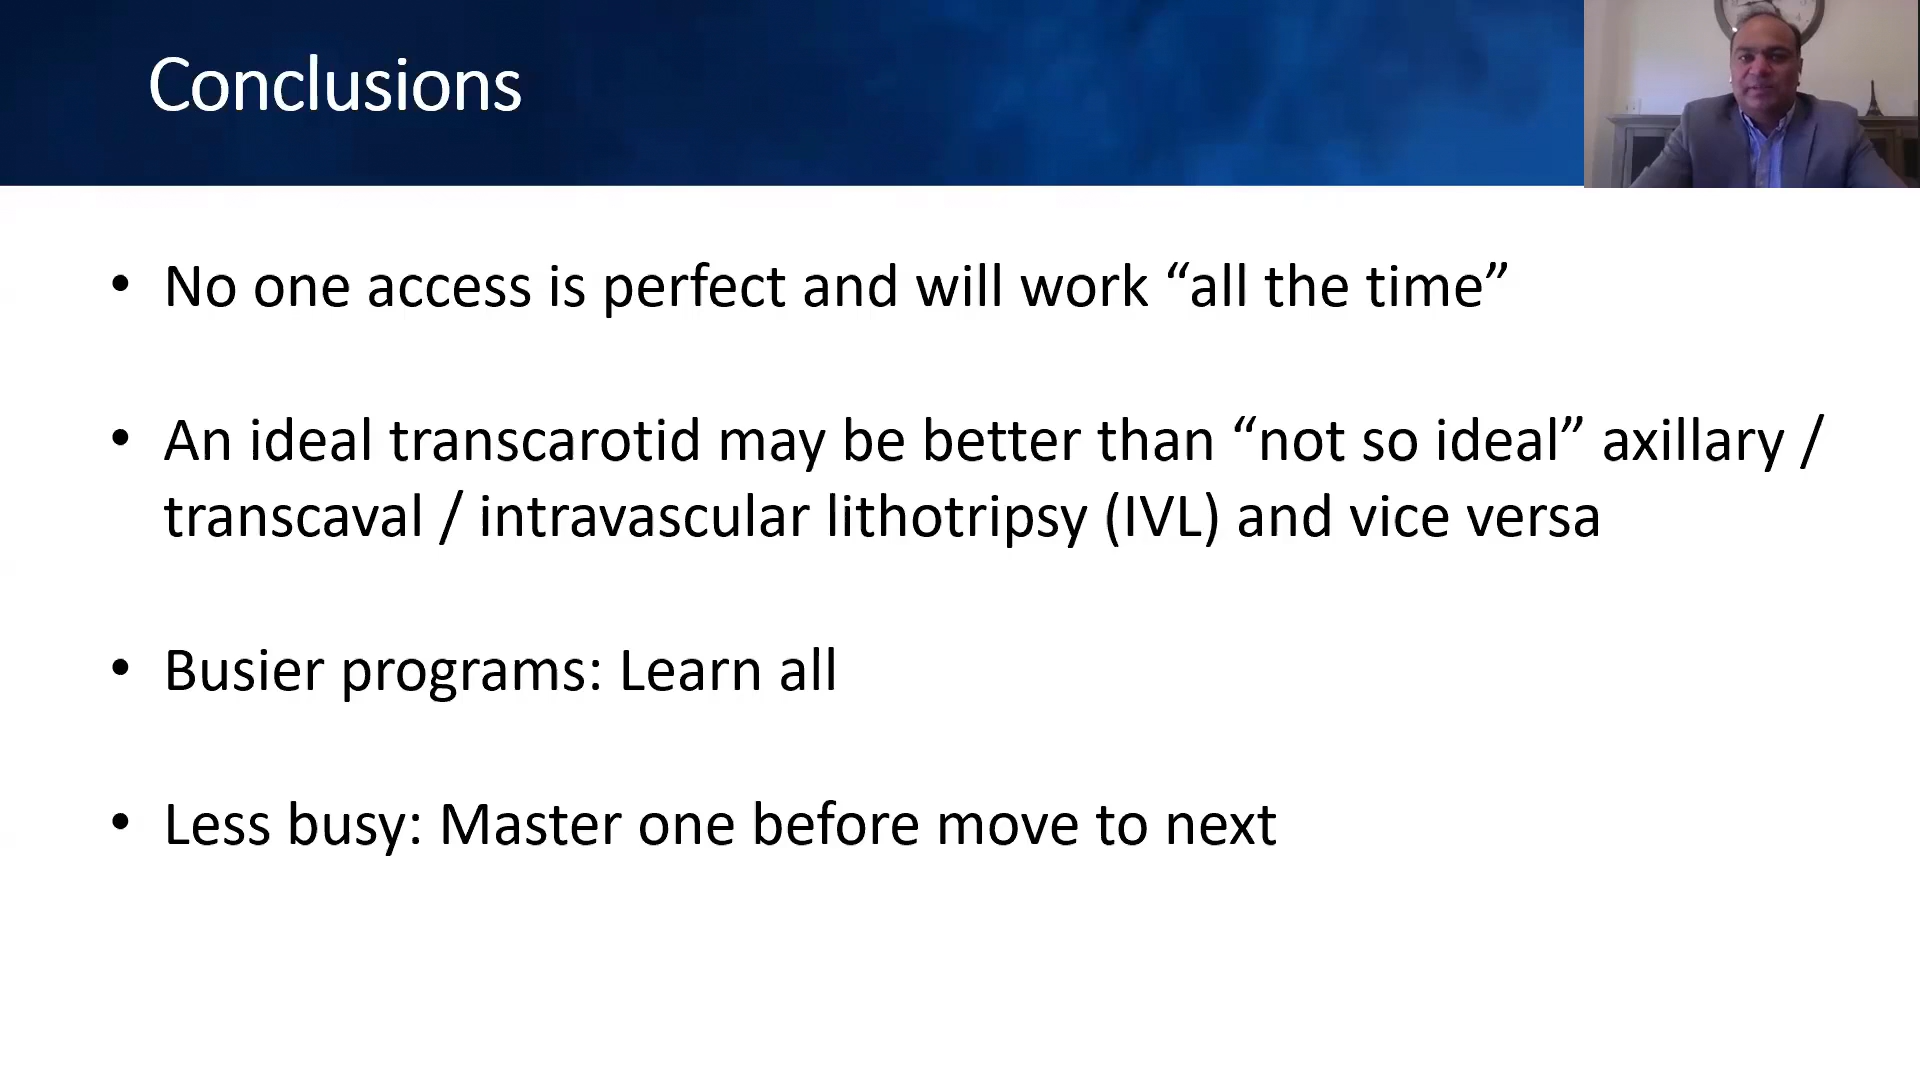 Conclusions
• No one access is perfect and will work “all the time”
• An ideal transcarotid may be better than “not so ideal” axillary /
transcaval / intravascular lithotripsy (IVL) and vice versa
• Busier programs: Learn all
• Less busy: Master one before move to next